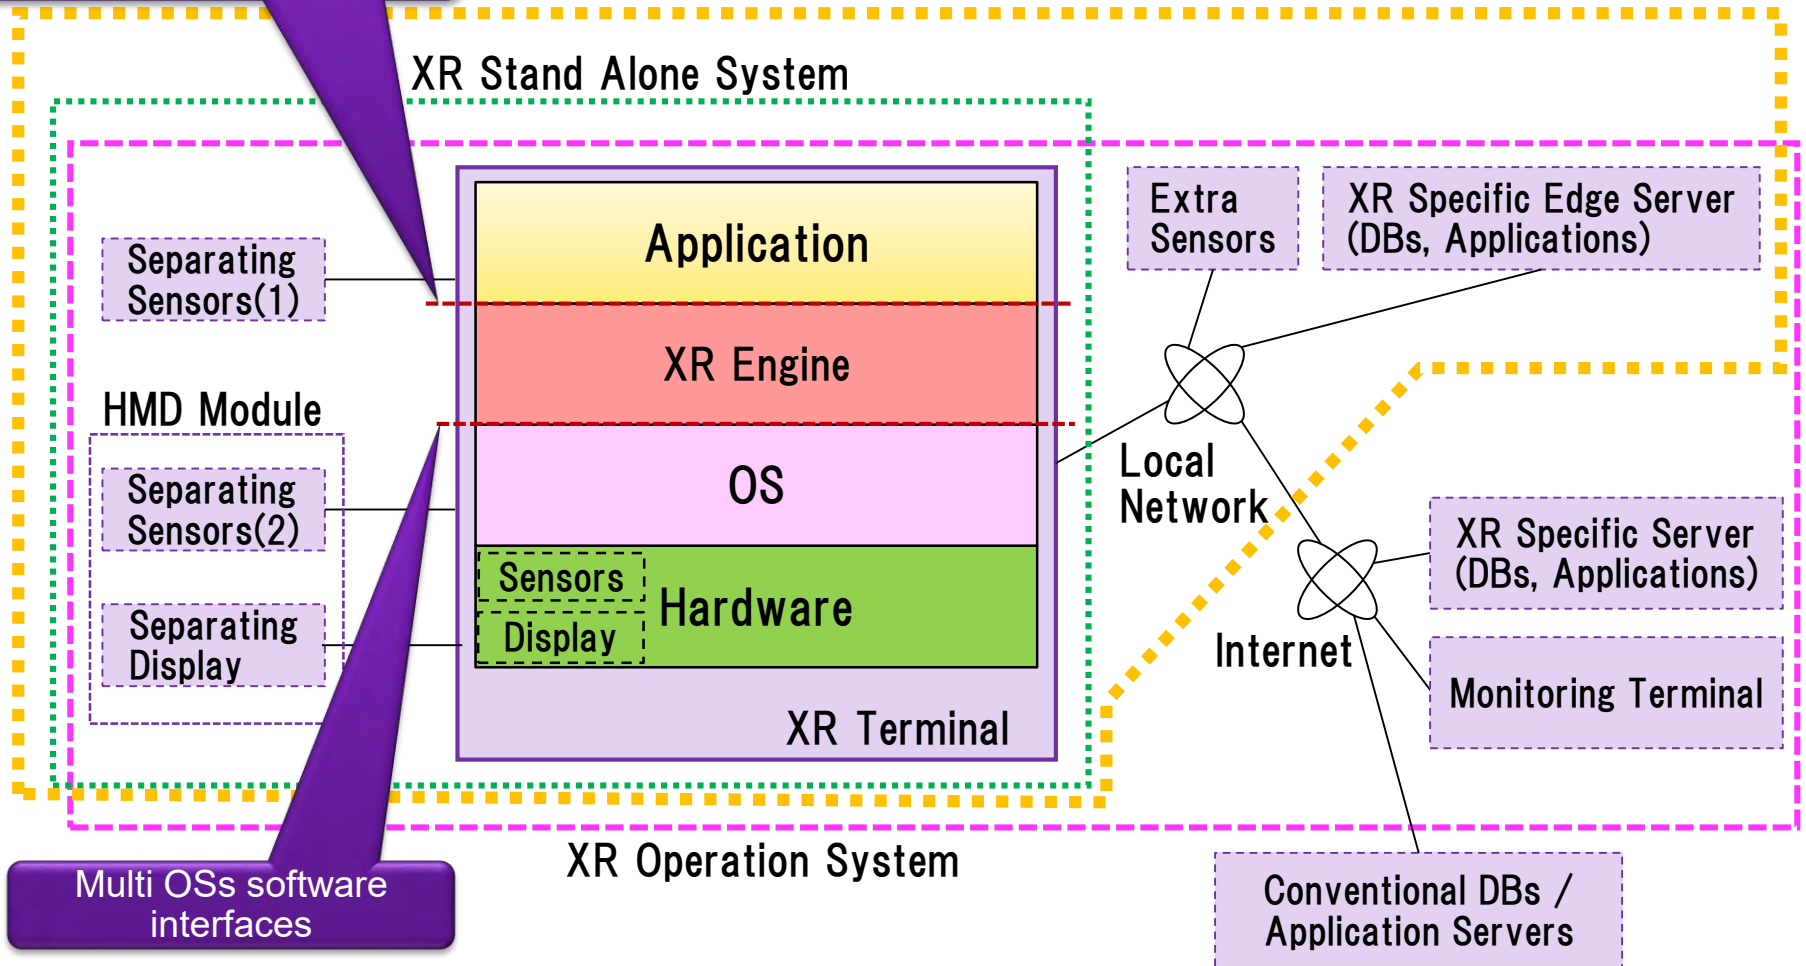 XR Stand Alone System
Application
XR Engine
OS
Sensors
Display
Hardware
XR Terminal
Separating
Sensors(1)
HMD Module
Separating
Sensors(2)
Separating
Display
Extra
Sensors
XR Specific Edge Server
(DBs, Applications)
Local
Network
Internet
XR Specific Server
(DBs, Applications)
Monitoring Terminal
XR Operation System
Multi OSs software
interfaces
Conventional DBs /
Application Servers